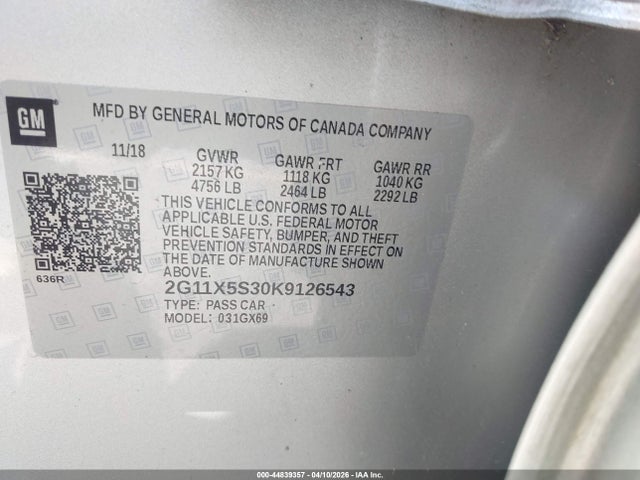 GM
MFD BY GENERAL MOTORS OF CANADA COMPANY
11/18 GVWR GAWR FRT GAWR RR
2157 KG 1118 KG 1040 KG
4756 LB 2464 LB 2292 LB
THIS VEHICLE CONFORMS TO ALL
APPLICABLE U.S. FEDERAL MOTOR
VEHICLE SAFETY, BUMPER, AND THEFT
PREVENTION STANDARDS IN EFFECT ON
THE DATE OF MANUFACTURE SHOWN
ABOVE.
636R
2G11X5S30K9126543
TYPE: PASS CAR
MODEL: 031GX69
000-44839357 - 04/10/2026 - IAA Inc.